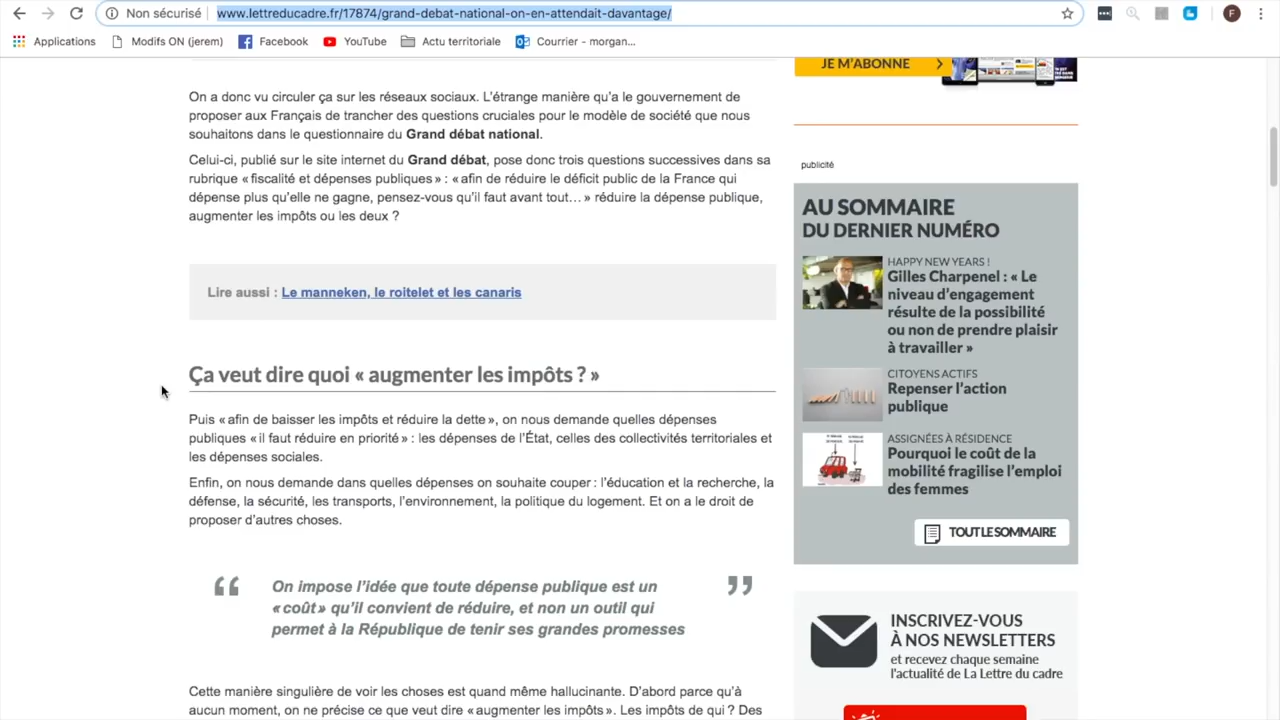 Non sécurisé
www.lettreducadre.fr/17874/grand-debat-national-on-en-attendait-davantage/
F
Applications
Modifs ON (jerem)
Facebook
YouTube
Actu territoriale
Courrier - morgan...
On a donc vu circuler ça sur les réseaux sociaux. L'étrange manière qu'a le gouvernement de
proposer aux Français de trancher des questions cruciales pour le modèle de société que nous
souhaitons dans le questionnaire du Grand débat national.
Celui-ci, publié sur le site internet du Grand débat, pose donc trois questions successives dans sa
rubrique « fiscalité et dépenses publiques » : « afin de réduire le déficit public de la France qui
dépense plus qu'elle ne gagne, pensez-vous qu'il faut avant tout… » réduire la dépense publique,
augmenter les impôts ou les deux ?
Lire aussi : Le manneken, le roitelet et les canaris
Ça veut dire quoi « augmenter les impôts ? »
Puis « afin de baisser les impôts et réduire la dette », on nous demande quelles dépenses
publiques « il faut réduire en priorité » : les dépenses de l'État, celles des collectivités territoriales et
les dépenses sociales.
Enfin, on nous demande dans quelles dépenses on souhaite couper : l'éducation et la recherche, la
défense, la sécurité, les transports, l'environnement, la politique du logement. Et on a le droit de
proposer d'autres choses.
“ On impose l'idée que toute dépense publique est un ”
« coût » qu'il convient de réduire, et non un outil qui
permet à la République de tenir ses grandes promesses
Cette manière singulière de voir les choses est quand même hallucinante. D'abord parce qu'à
aucun moment, on ne précise ce que veut dire « augmenter les impôts ». Les impôts de qui ? Des
JE M'ABONNE
publicité
AU SOMMAIRE
DU DERNIER NUMÉRO
HAPPY NEW YEARS !
Gilles Charpenel : « Le
niveau d'engagement
résulte de la possibilité
ou non de prendre plaisir
à travailler »
CITOYENS ACTIFS
Repenser l'action
publique
ASSIGNÉES À RÉSIDENCE
Pourquoi le coût de la
mobilité fragilise l'emploi
des femmes
TOUT LE SOMMAIRE
INSCRIVEZ-VOUS
À NOS NEWSLETTERS
et recevez chaque semaine
l'actualité de La Lettre du cadre